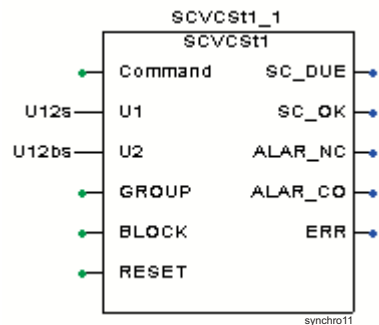 SCVCSt1_1
SCVCSt1
Command SC_DUE
U12s U1 SC_OK
U12bs U2 ALAR_NC
GROUP ALAR_CO
BLOCK ERR
RESET
synchro11